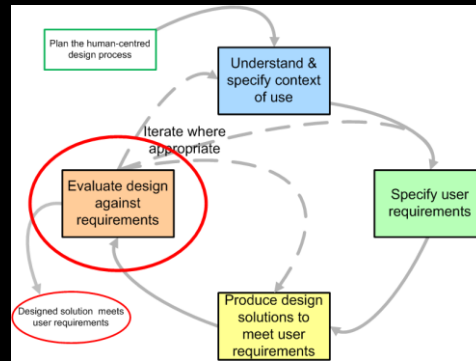 Plan the human-centred
design process
Understand &
specify context
of use
Iterate where
appropriate
Evaluate design
against
requirements
Specify user
requirements
Designed solution meets
user requirements
Produce design
solutions to
meet user
requirements